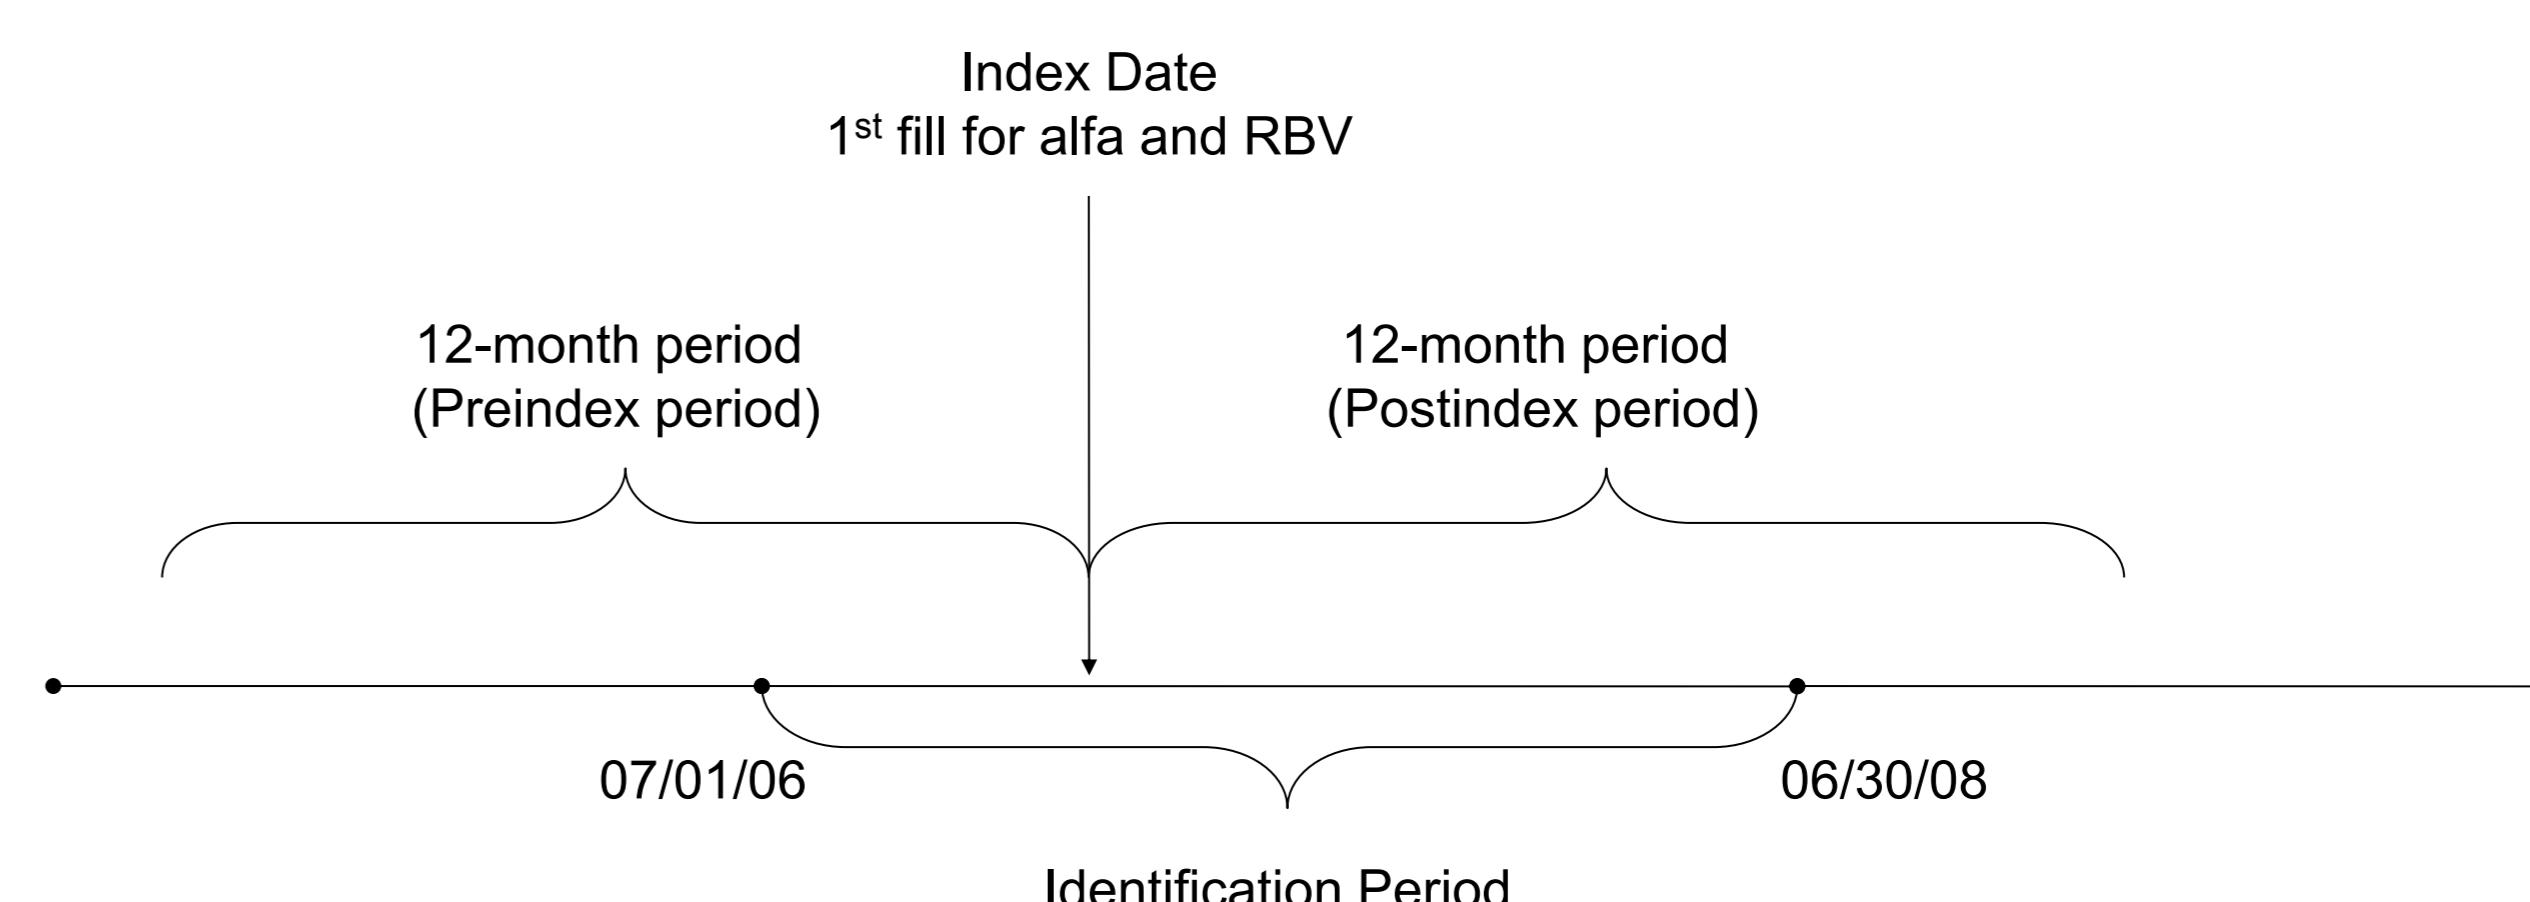 Index Date
1st fill for alfa and RBV
12-month period
(Preindex period)
12-month period
(Postindex period)
07/01/06
06/30/08
Identification Period